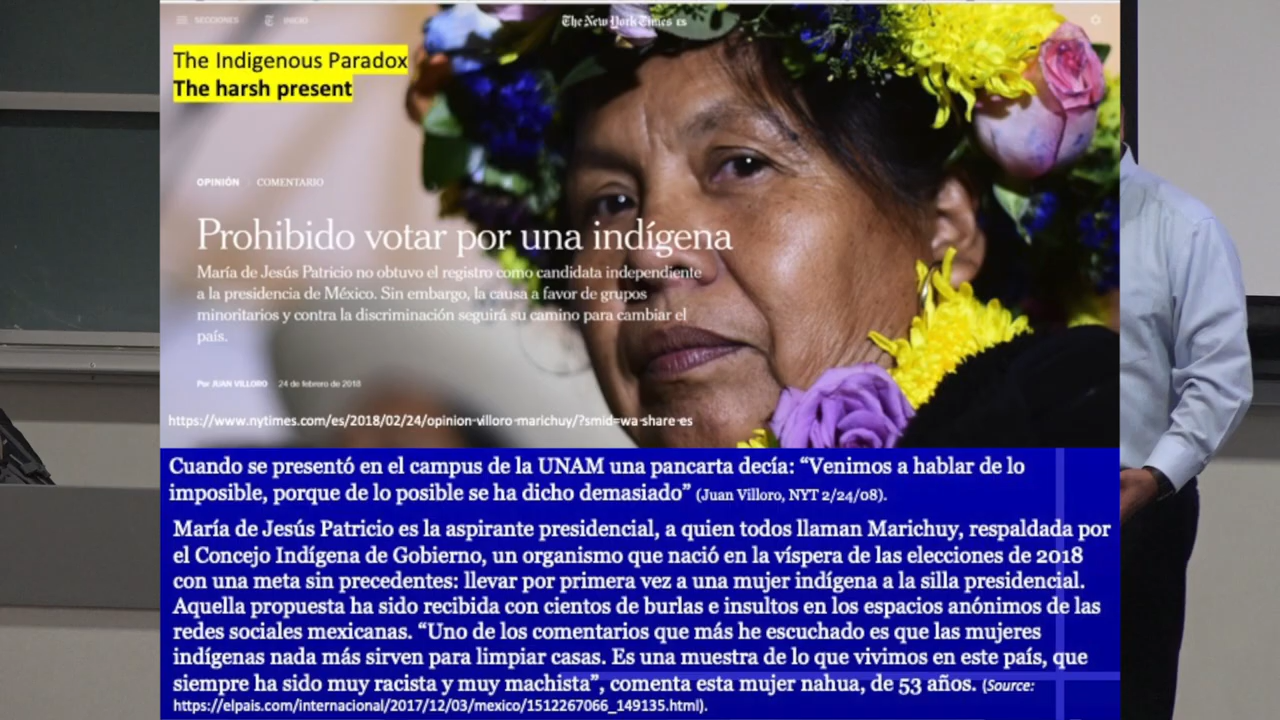 SECCIONES
INICIO
The New York Times ES
The Indigenous Paradox
The harsh present
OPINIÓN | COMENTARIO
Prohibido votar por una indígena
María de Jesús Patricio no obtuvo el registro como candidata independiente
a la presidencia de México. Sin embargo, la causa a favor de grupos
minoritarios y contra la discriminación seguirá su camino para cambiar el
país.
Por JUAN VILLORO 24 de febrero de 2018
https://www.nytimes.com/es/2018/02/24/opinion-villoro-marichuy/?smid=wa-share-es
Cuando se presentó en el campus de la UNAM una pancarta decía: “Venimos a hablar de lo
imposible, porque de lo posible se ha dicho demasiado” (Juan Villoro, NYT 2/24/08).
María de Jesús Patricio es la aspirante presidencial, a quien todos llaman Marichuy, respaldada por
el Concejo Indígena de Gobierno, un organismo que nació en la víspera de las elecciones de 2018
con una meta sin precedentes: llevar por primera vez a una mujer indígena a la silla presidencial.
Aquella propuesta ha sido recibida con cientos de burlas e insultos en los espacios anónimos de las
redes sociales mexicanas. “Uno de los comentarios que más he escuchado es que las mujeres
indígenas nada más sirven para limpiar casas. Es una muestra de lo que vivimos en este país, que
siempre ha sido muy racista y muy machista”, comenta esta mujer nahua, de 53 años. (Source:
https://elpais.com/internacional/2017/12/03/mexico/1512267066_149135.html).